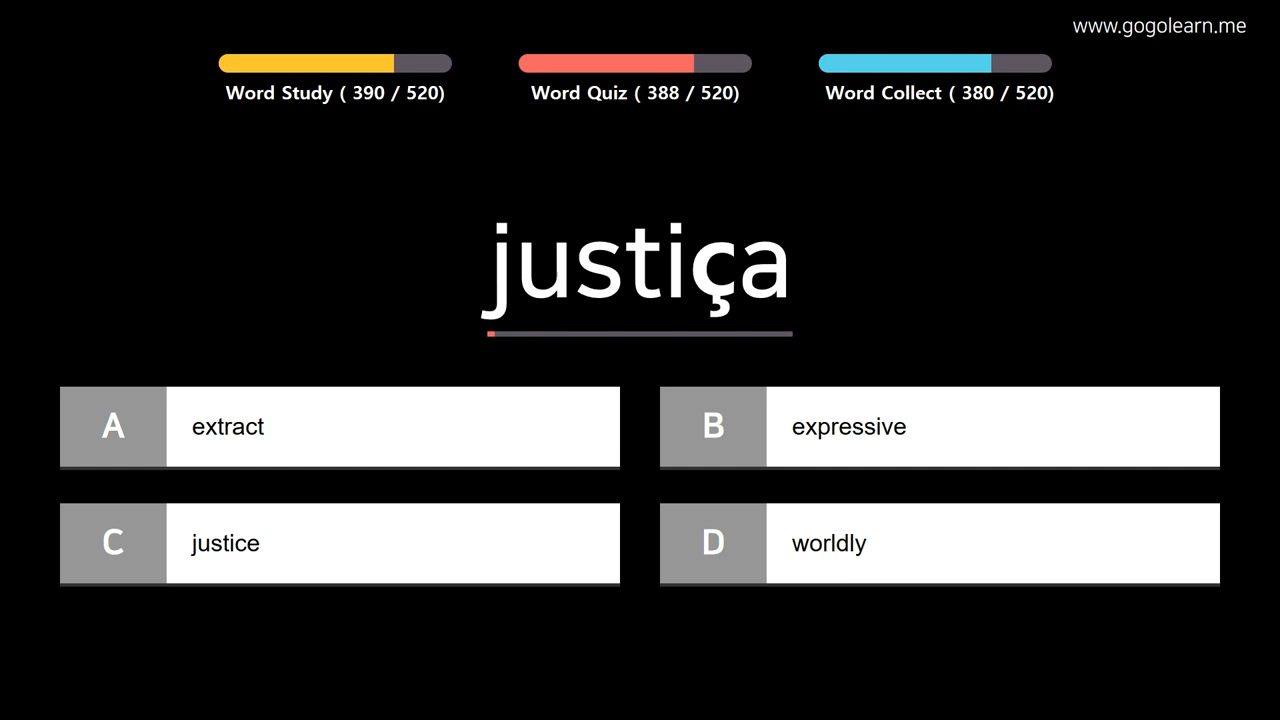 www.gogolearn.me
Word Study ( 390 / 520)
Word Quiz ( 388 / 520)
Word Collect ( 380 / 520)
justiça
A extract
B expressive
C justice
D worldly